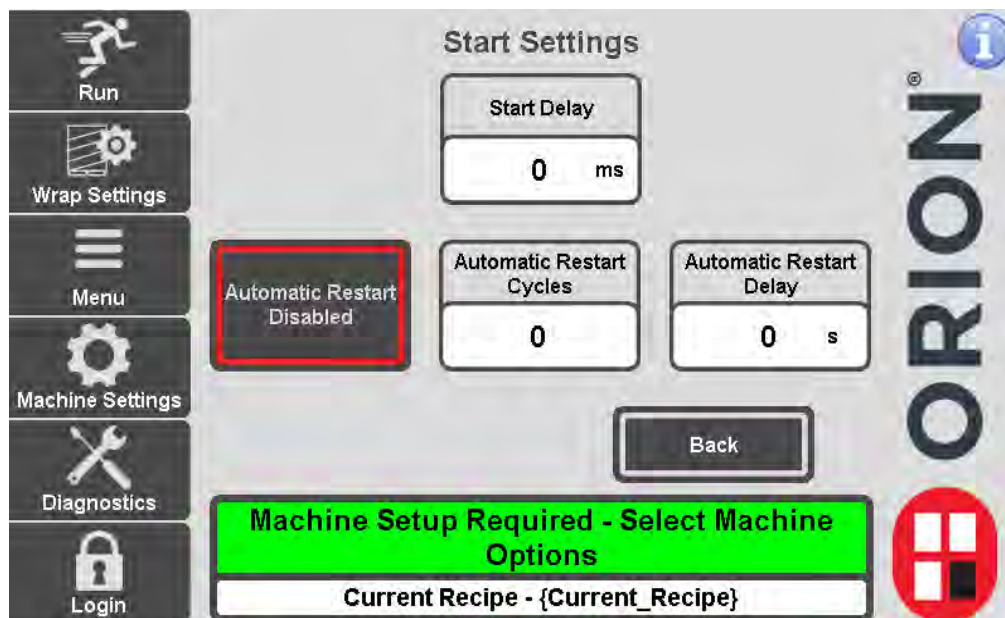 Run
Wrap Settings
Menu
Machine Settings
Diagnostics
Login
Start Settings
Start Delay
0 ms
Automatic Restart
Disabled
Automatic Restart
Cycles
0
Automatic Restart
Delay
0 s
Back
Machine Setup Required - Select Machine
Options
Current Recipe - {Current_Recipe}
i
ORION®